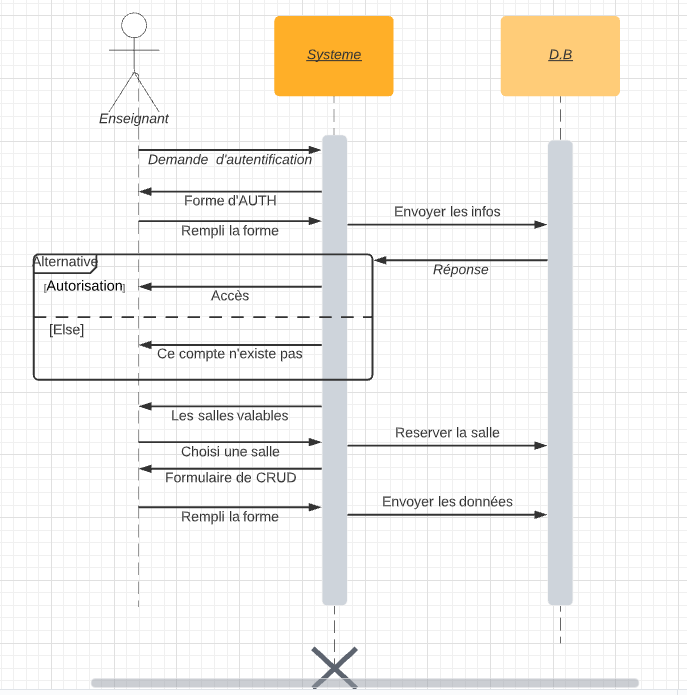 Systeme
D.B
Enseignant
Demande d'autentification
Forme d'AUTH
Envoyer les infos
Rempli la forme
Alternative
Réponse
[Autorisation]
Accès
[Else]
Ce compte n'existe pas
Les salles valables
Reserver la salle
Choisi une salle
Formulaire de CRUD
Envoyer les données
Rempli la forme